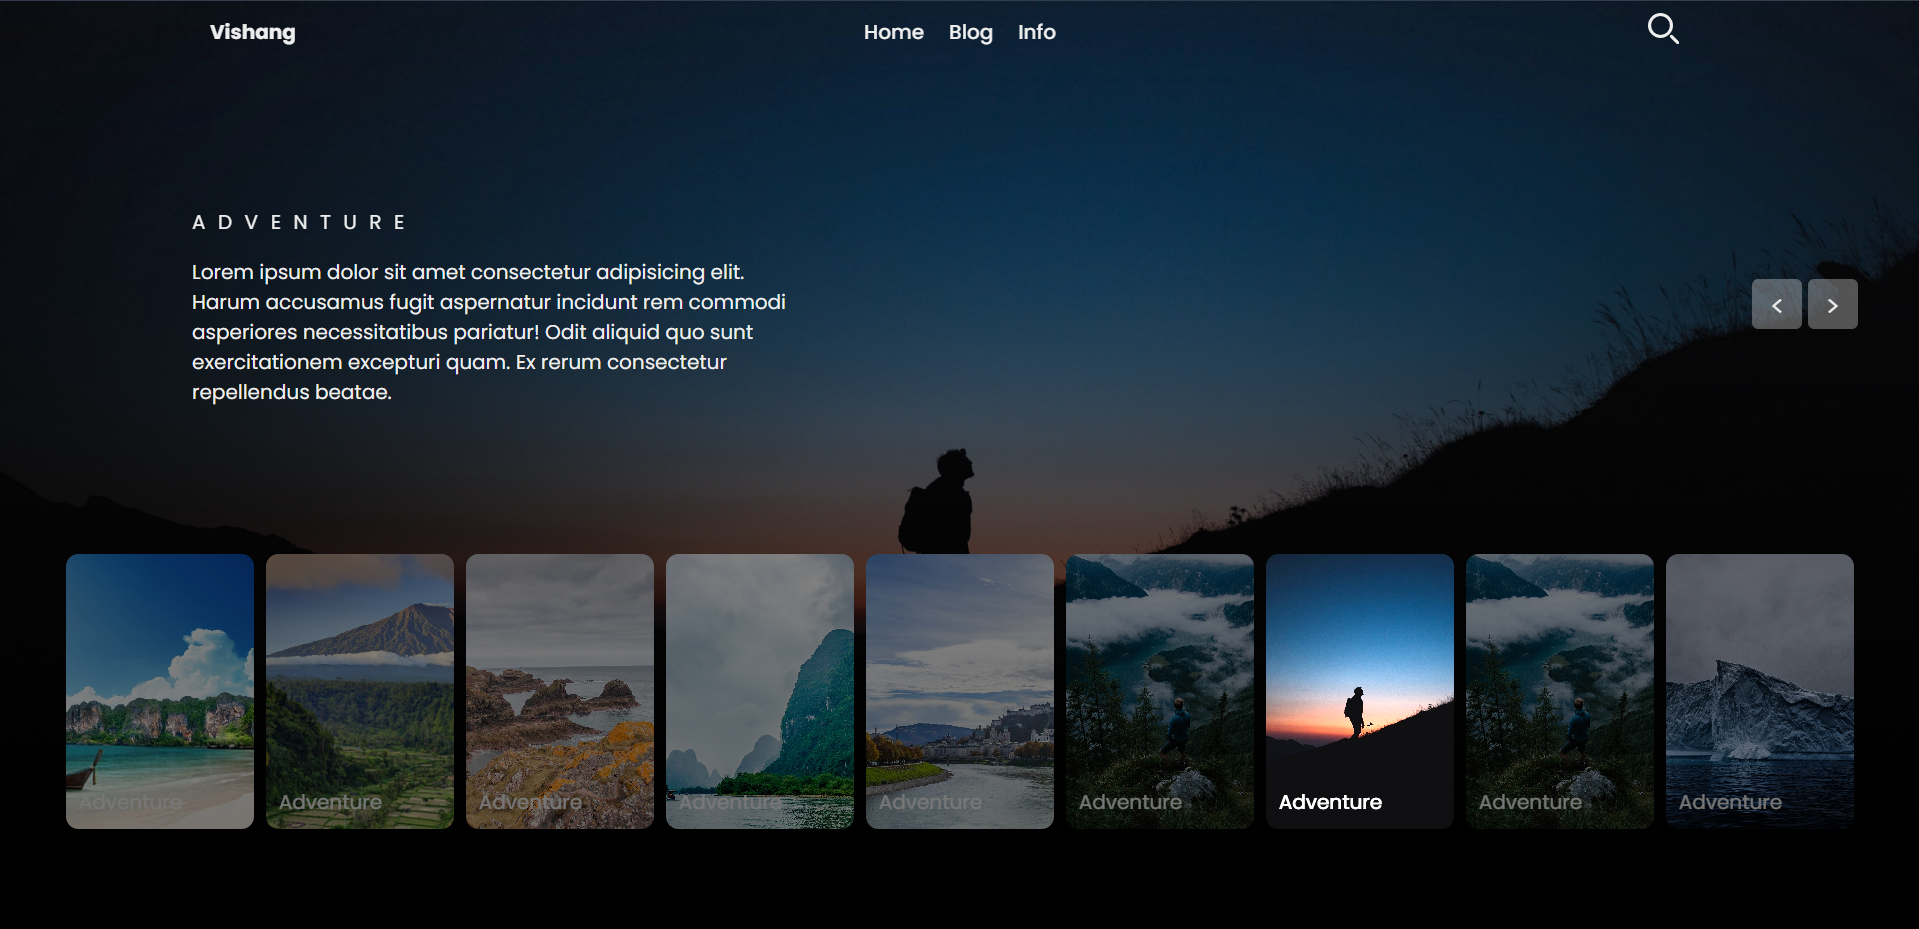 Vishang
Home Blog Info
ADVENTURE
Lorem ipsum dolor sit amet consectetur adipisicing elit.
Harum accusamus fugit aspernatur incidunt rem commodi
asperiores necessitatibus pariatur! Odit aliquid quo sunt
exercitationem excepturi quam. Ex rerum consectetur
repellendus beatae.
Adventure
Adventure
Adventure
Adventure
Adventure
Adventure
Adventure
Adventure
Adventure